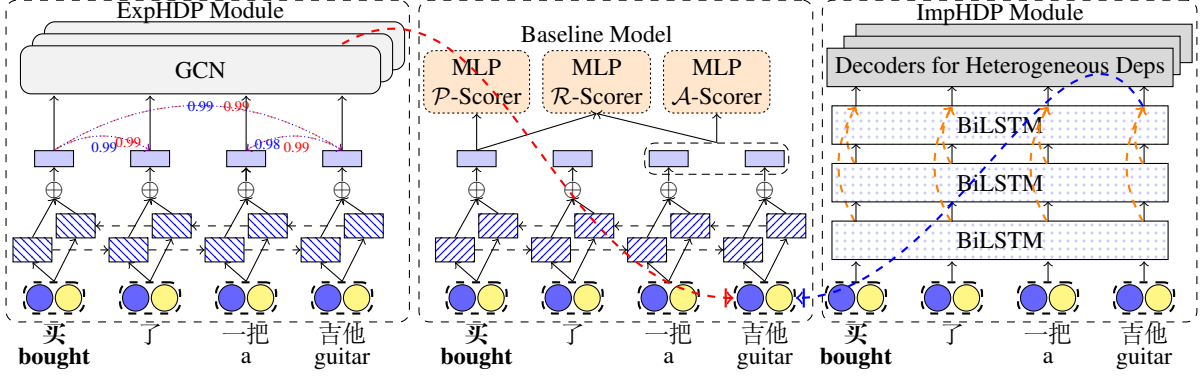 ExpHDP Module
GCN
0.99 0.99
0.99 0.99
0.98 0.99
买 了 一把 吉他
bought a guitar
Baseline Model
MLP
𝒫-Scorer
MLP
ℛ-Scorer
MLP
𝒜-Scorer
买 了 一把 吉他
bought a guitar
ImpHDP Module
Decoders for Heterogeneous Deps
BiLSTM
BiLSTM
BiLSTM
买 了 一把 吉他
bought a guitar